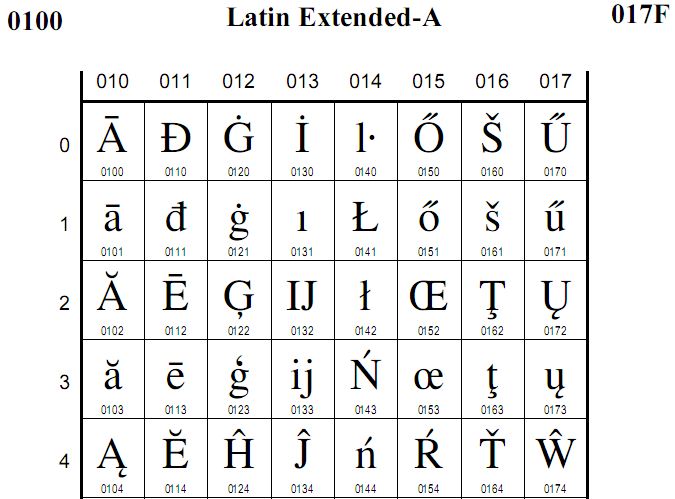 0100 Latin Extended-A 017F
010 011 012 013 014 015 016 017
0 Ā Đ Ġ İ ŀ Ő Š Ű
0100 0110 0120 0130 0140 0150 0160 0170
1 ā đ ġ ı Ł ő š ű
0101 0111 0121 0131 0141 0151 0161 0171
2 Ă Ē Ģ IJ ł Œ Ţ Ų
0102 0112 0122 0132 0142 0152 0162 0172
3 ă ē ģ ij Ń œ ţ ų
0103 0113 0123 0133 0143 0153 0163 0173
4 Ą Ĕ Ĥ Ĵ ń Ŕ Ť Ŵ
0104 0114 0124 0134 0144 0154 0164 0174